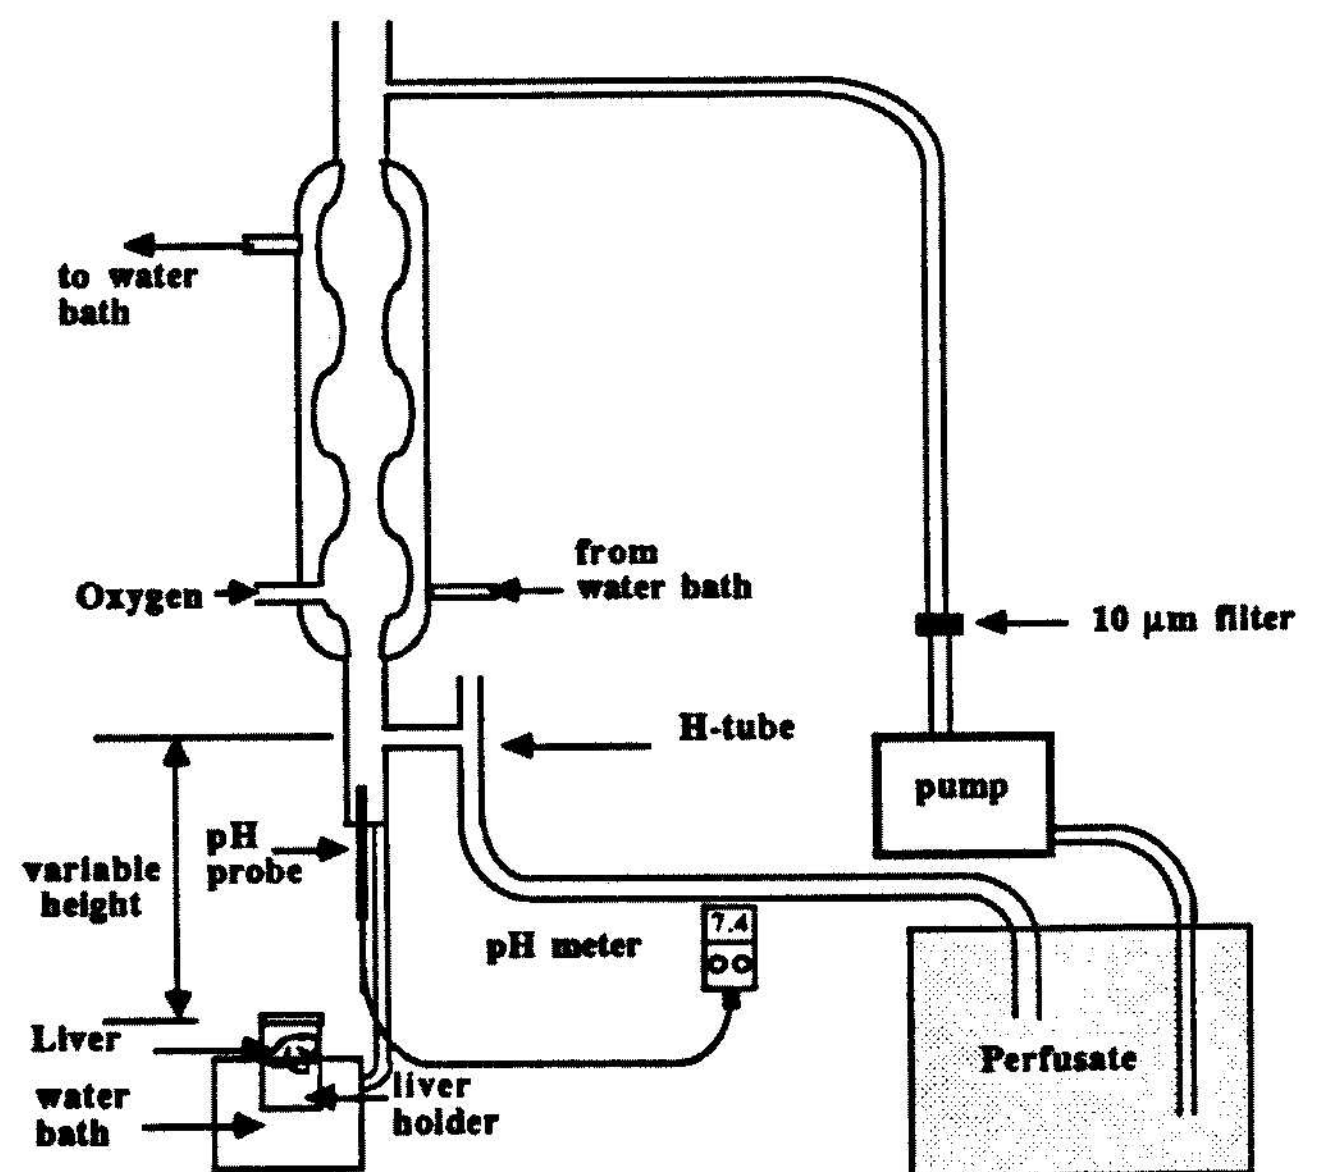 to water
bath
from
water bath
Oxygen
10 μm filter
H-tube
pump
pH
probe
variable
height
7.4
pH meter
Liver
Perfusate
water
bath
liver
holder